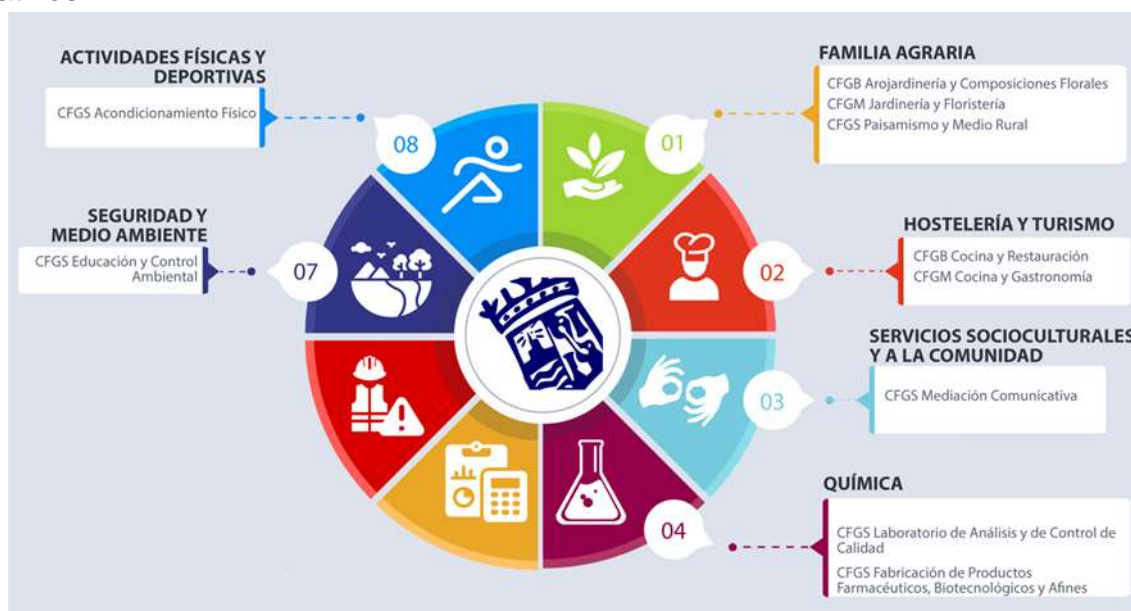 ACTIVIDADES FÍSICAS Y
DEPORTIVAS
CFGS Acondicionamiento Físico
08
SEGURIDAD Y
MEDIO AMBIENTE
CFGS Educación y Control
Ambiental
07
FAMILIA AGRARIA
CFGB Arojardinería y Composiciones Florales
CFGM Jardinería y Floristería
CFGS Paisamismo y Medio Rural
01
HOSTELERÍA Y TURISMO
CFGB Cocina y Restauración
CFGM Cocina y Gastronomía
02
SERVICIOS SOCIOCULTURALES
Y A LA COMUNIDAD
CFGS Mediación Comunicativa
03
QUÍMICA
CFGS Laboratorio de Análisis y de Control de
Calidad
CFGS Fabricación de Productos
Farmacéuticos, Biotecnológicos y Afines
04